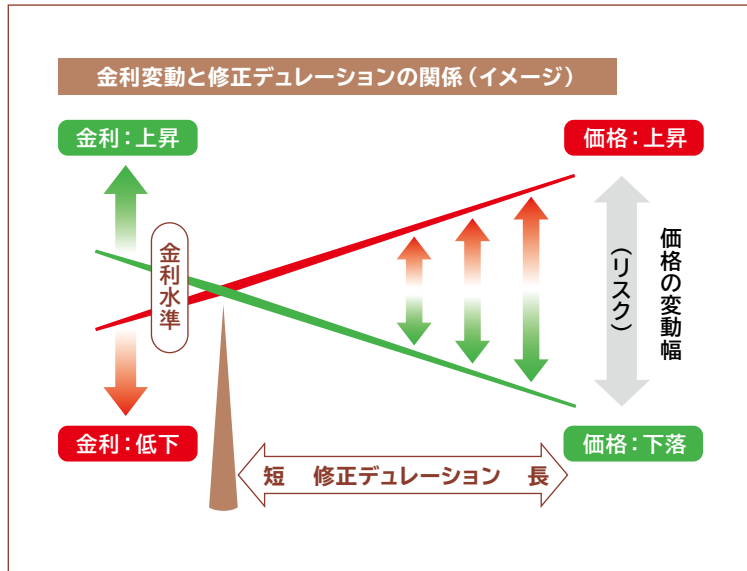 金利変動と修正デュレーションの関係（イメージ）
金利：上昇
価格：上昇
金利水準
価格の変動幅
（リスク）
金利：低下
価格：下落
短　修正デュレーション　長